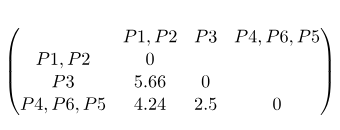 P1, P2 P3 P4, P6, P5
P1, P2 0
P3 5.66 0
P4, P6, P5 4.24 2.5 0